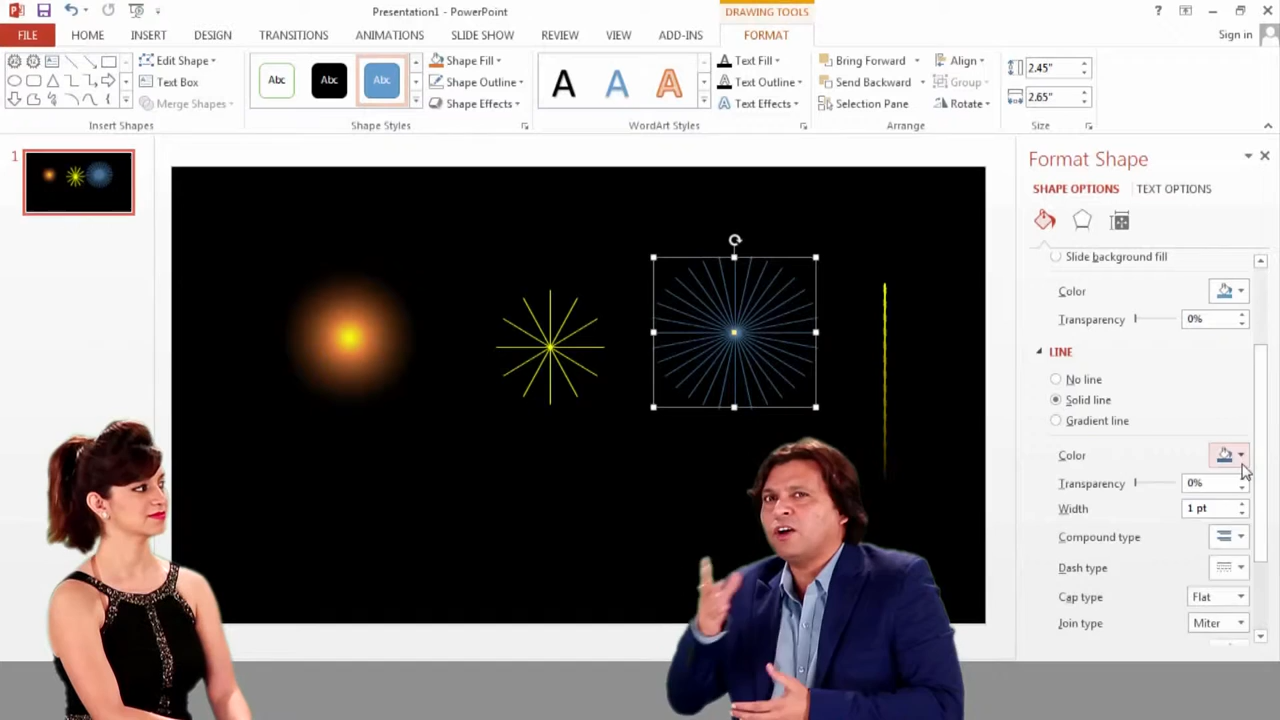 Presentation1 - PowerPoint
DRAWING TOOLS
Sign in
FILE
HOME
INSERT
DESIGN
TRANSITIONS
ANIMATIONS
SLIDE SHOW
REVIEW
VIEW
ADD-INS
FORMAT
Edit Shape
Text Box
Merge Shapes
Insert Shapes
Abc
Abc
Abc
Shape Fill
Shape Outline
Shape Effects
Shape Styles
A
A
A
Text Fill
Text Outline
Text Effects
WordArt Styles
Bring Forward
Send Backward
Selection Pane
Align
Group
Rotate
Arrange
2.45"
2.65"
Size
1
Format Shape
SHAPE OPTIONS
TEXT OPTIONS
Slide background fill
Color
Transparency
0%
LINE
No line
Solid line
Gradient line
Color
Transparency
0%
Width
1 pt
Compound type
Dash type
Cap type
Flat
Join type
Miter